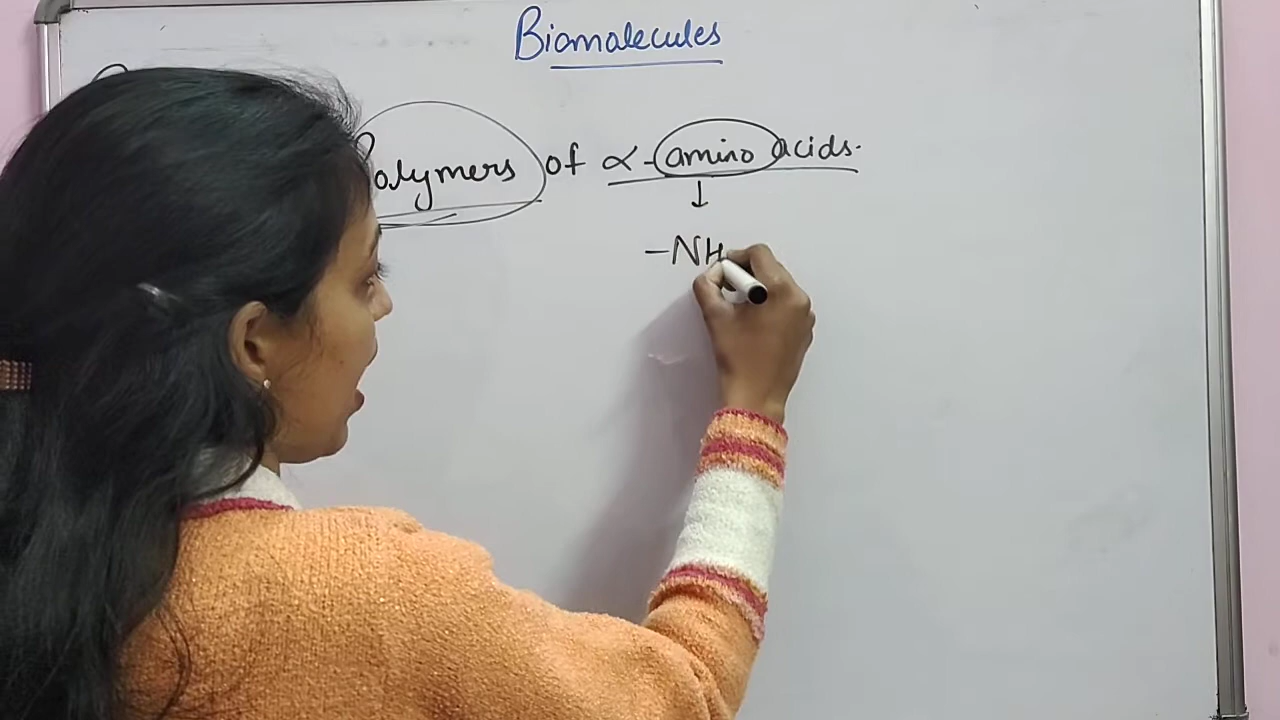 Biomolecules
Polymers of α-amino acids.
↓
-NH